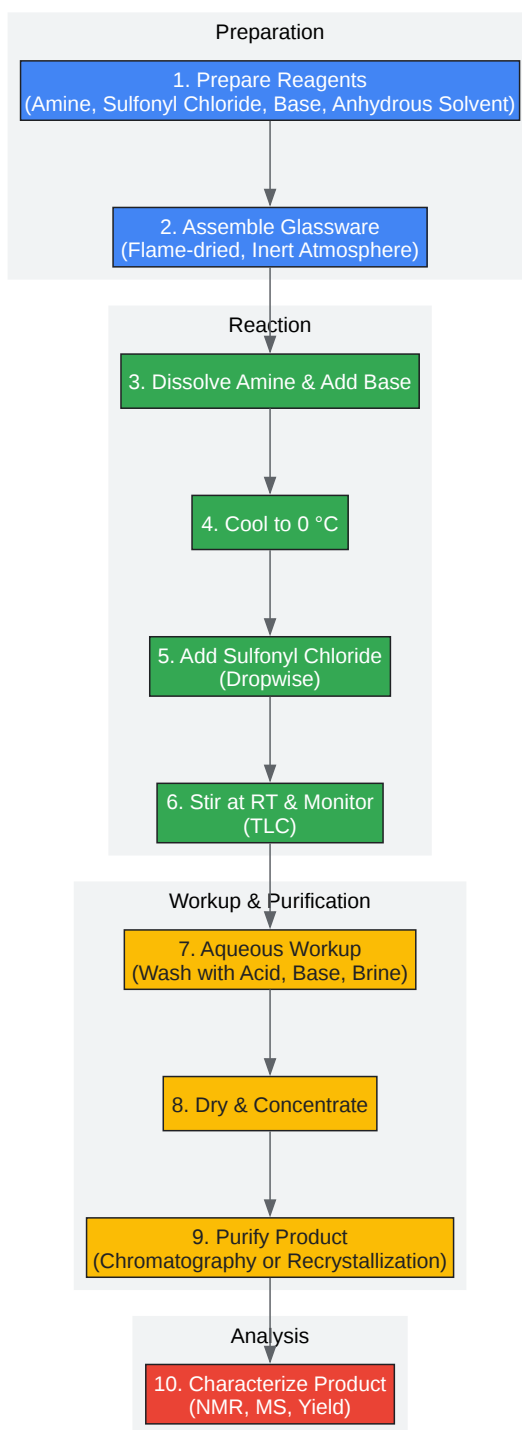 Preparation
1. Prepare Reagents
(Amine, Sulfonyl Chloride, Base, Anhydrous Solvent)
2. Assemble Glassware
(Flame-dried, Inert Atmosphere)
Reaction
3. Dissolve Amine & Add Base
4. Cool to 0 °C
5. Add Sulfonyl Chloride
(Dropwise)
6. Stir at RT & Monitor
(TLC)
Workup & Purification
7. Aqueous Workup
(Wash with Acid, Base, Brine)
8. Dry & Concentrate
9. Purify Product
(Chromatography or Recrystallization)
Analysis
10. Characterize Product
(NMR, MS, Yield)